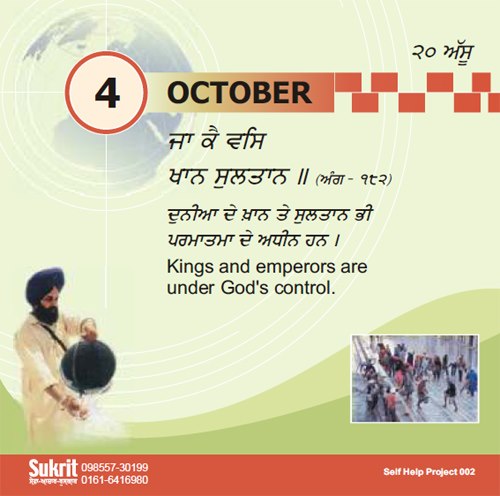 ੨੦ ਅੱਸੂ
4 OCTOBER
ਜਾ ਕੈ ਵਸਿ
ਖਾਨ ਸੁਲਤਾਨ ॥ (ਅੰਗ - ੧੮੨)
ਦੁਨੀਆ ਦੇ ਖ਼ਾਨ ਤੇ ਸੁਲਤਾਨ ਭੀ
ਪਰਮਾਤਮਾ ਦੇ ਅਧੀਨ ਹਨ ।
Kings and emperors are
under God's control.
Sukrit 098557-30199
0161-6416980
Self Help Project 002